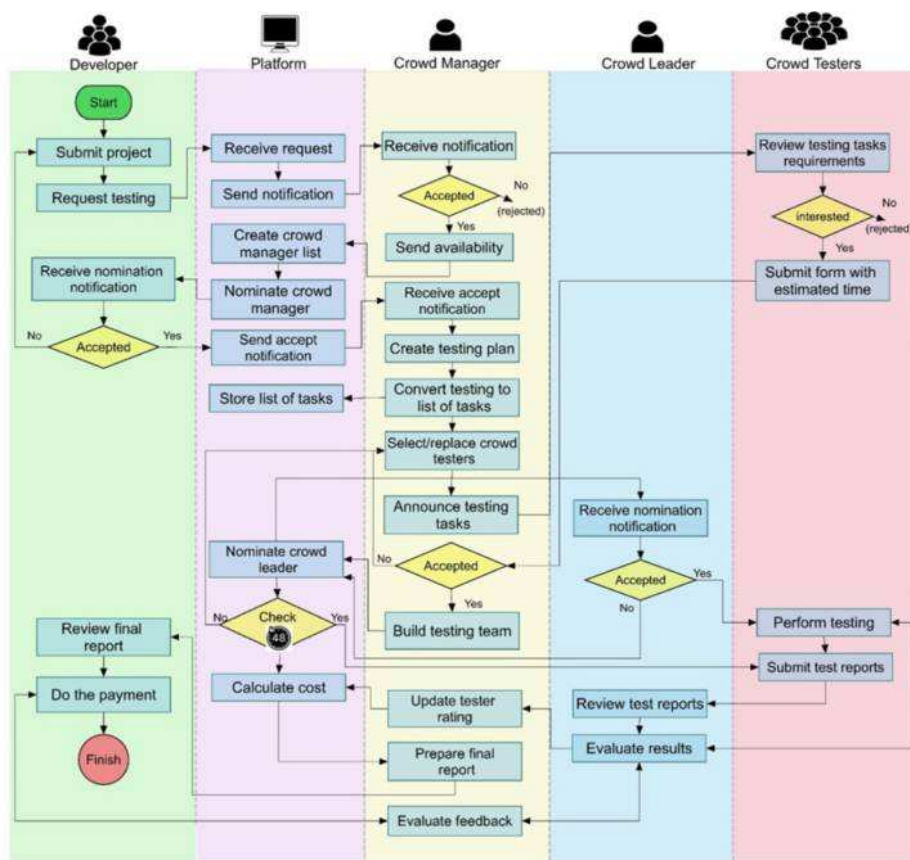 Developer
Platform
Crowd Manager
Crowd Leader
Crowd Testers
Start
Submit project
Request testing
Receive nomination
notification
No
Accepted
Yes
Review final
report
Do the payment
Finish
Receive request
Send notification
Create crowd
manager list
Nominate crowd
manager
Send accept
notification
Store list of tasks
Nominate crowd
leader
No
Check
48
Yes
Calculate cost
Receive notification
Accepted
No
(rejected)
Yes
Send availability
Receive accept
notification
Create testing plan
Convert testing to
list of tasks
Select/replace crowd
testers
Announce testing
tasks
No
Accepted
Yes
Build testing team
Update tester
rating
Prepare final
report
Evaluate feedback
Receive nomination
notification
Accepted
Yes
No
Review test reports
Evaluate results
Review testing tasks
requirements
interested
No
(rejected)
Yes
Submit form with
estimated time
Perform testing
Submit test reports